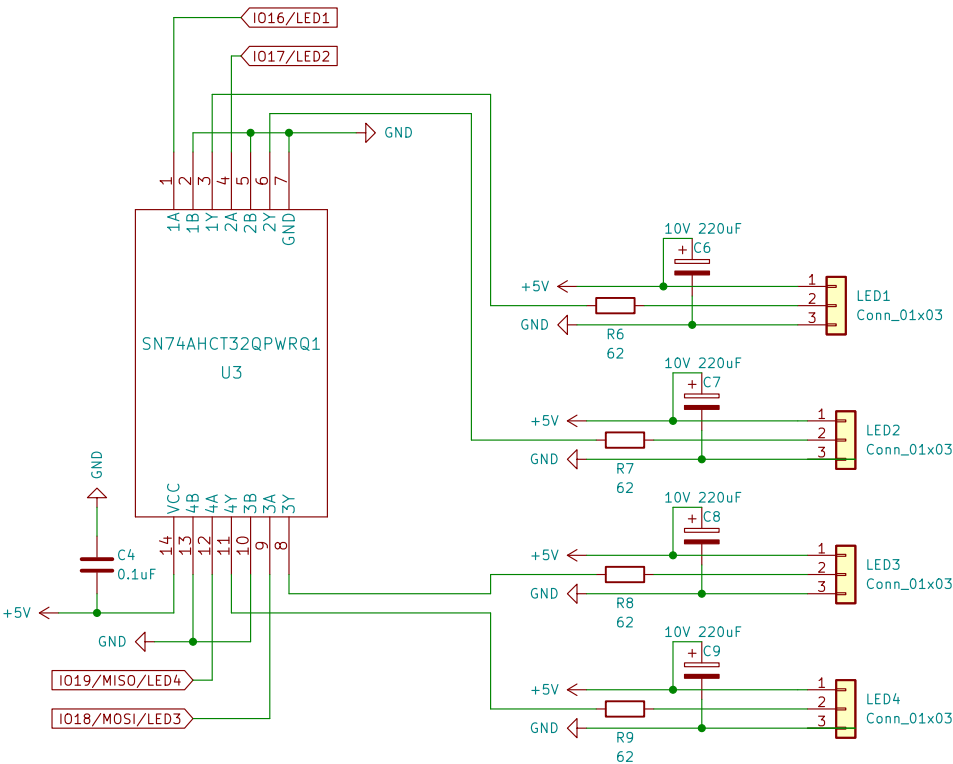 IO16/LED1
IO17/LED2
GND
1 2 3 4 5 6 7
1A 1B 1Y 2A 2B 2Y GND
SN74AHCT32QPWRQ1
U3
VCC 4B 4A 4Y 3B 3A 3Y
14 13 12 11 10 9 8
GND
C4
0.1uF
+5V
GND
IO19/MISO/LED4
IO18/MOSI/LED3
10V 220uF
+ C6
+5V
GND
R6
62
1
2
3
LED1
Conn_01x03
10V 220uF
+ C7
+5V
GND
R7
62
1
2
3
LED2
Conn_01x03
10V 220uF
+ C8
+5V
GND
R8
62
1
2
3
LED3
Conn_01x03
10V 220uF
+ C9
+5V
GND
R9
62
1
2
3
LED4
Conn_01x03